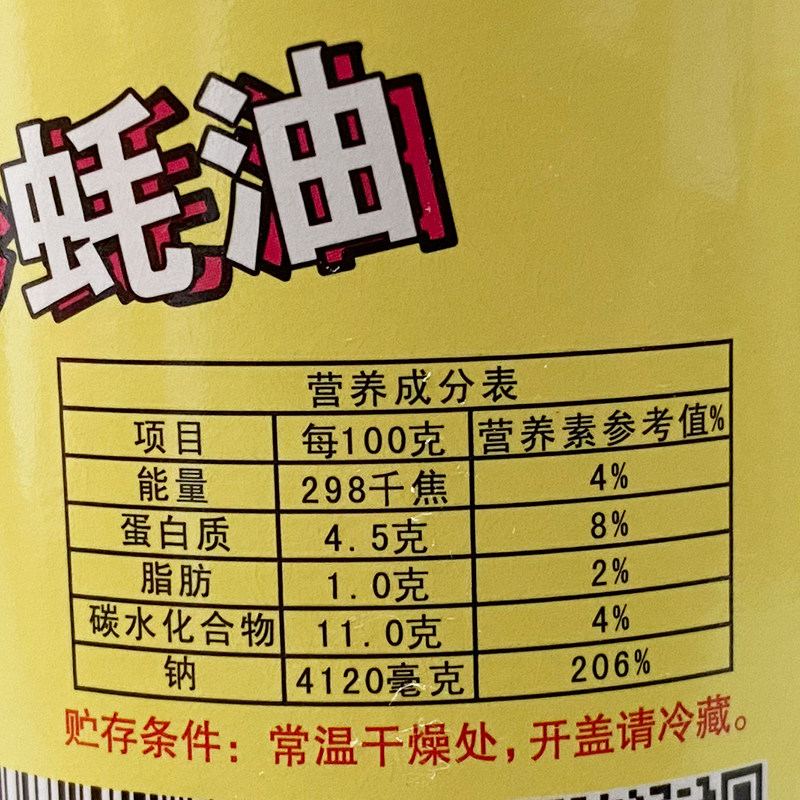 蚝油
营养成分表
项目 每100克 营养素参考值%
能量 298千焦 4%
蛋白质 4.5克 8%
脂肪 1.0克 2%
碳水化合物 11.0克 4%
钠 4120毫克 206%
贮存条件：常温干燥处，开盖请冷藏。